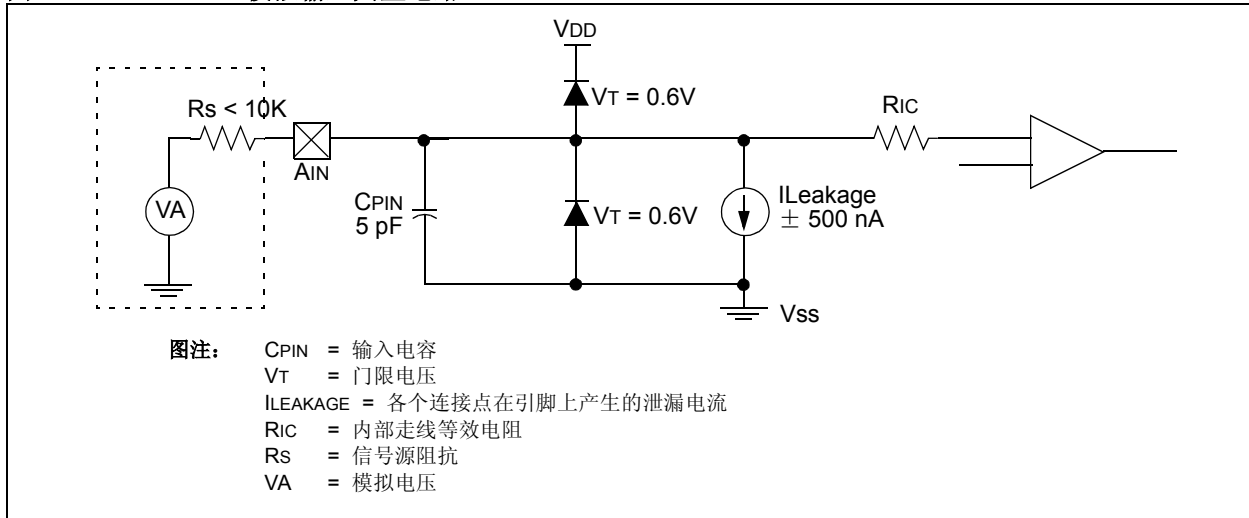 VDD
VT = 0.6V
Rs < 10K
RIC
AIN
VA
CPIN
5 pF
VT = 0.6V
ILeakage
± 500 nA
Vss
图注： CPIN = 输入电容
VT = 门限电压
ILEAKAGE = 各个连接点在引脚上产生的泄漏电流
RIC = 内部走线等效电阻
RS = 信号源阻抗
VA = 模拟电压